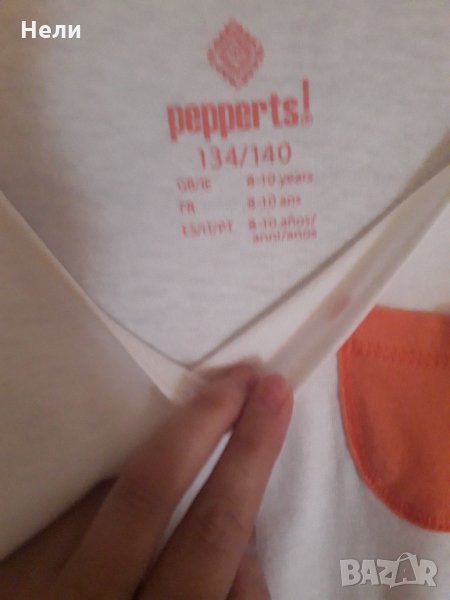 Нели
pepperts!
134/140
GB/IE 8-10 years
FR 8-10 ans
ES/IT/PT 8-10 años/
anni/anos
BAZAR